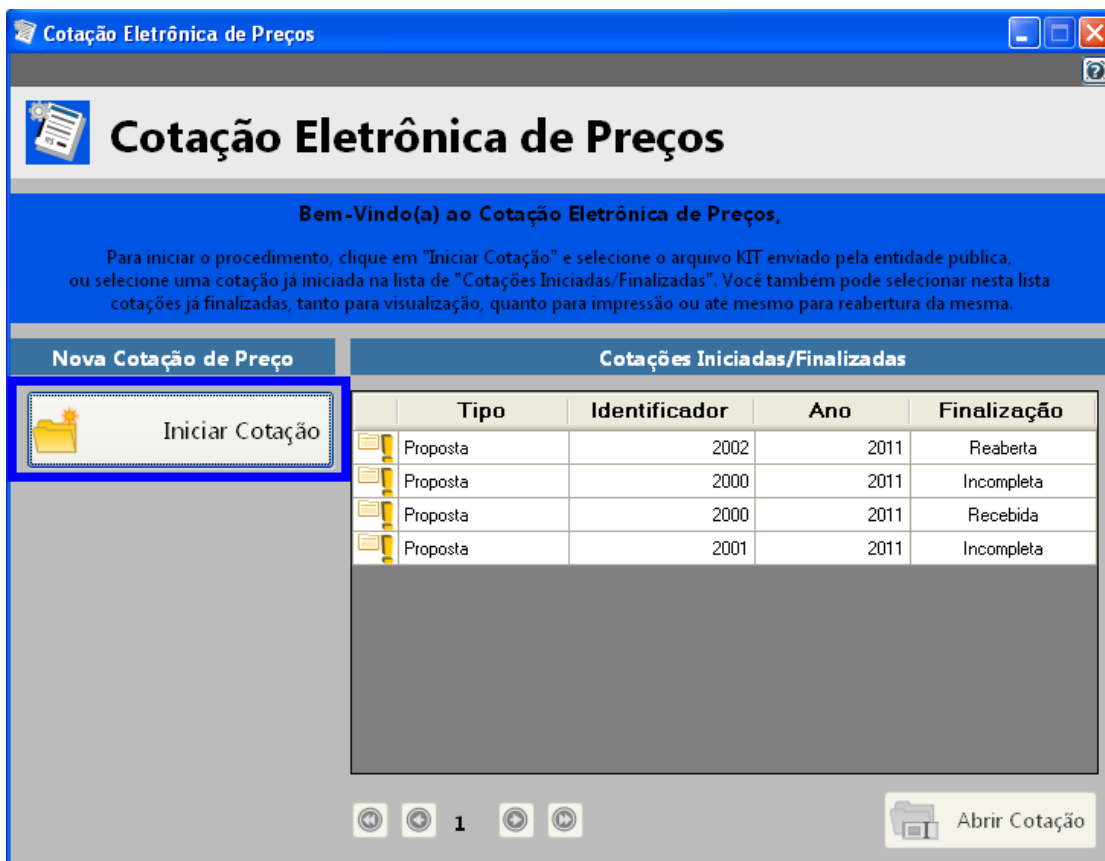 Cotação Eletrônica de Preços
Cotação Eletrônica de Preços
Bem-Vindo(a) ao Cotação Eletrônica de Preços,
Para iniciar o procedimento, clique em "Iniciar Cotação" e selecione o arquivo KIT enviado pela entidade pública,
ou selecione uma cotação já iniciada na lista de "Cotações Iniciadas/Finalizadas". Você também pode selecionar nesta lista
cotações já finalizadas, tanto para visualização, quanto para impressão ou até mesmo para reabertura da mesma.
Nova Cotação de Preço
Iniciar Cotação
Cotações Iniciadas/Finalizadas
Tipo Identificador Ano Finalização
Proposta 2002 2011 Reaberta
Proposta 2000 2011 Incompleta
Proposta 2000 2011 Recebida
Proposta 2001 2011 Incompleta
1
Abrir Cotação